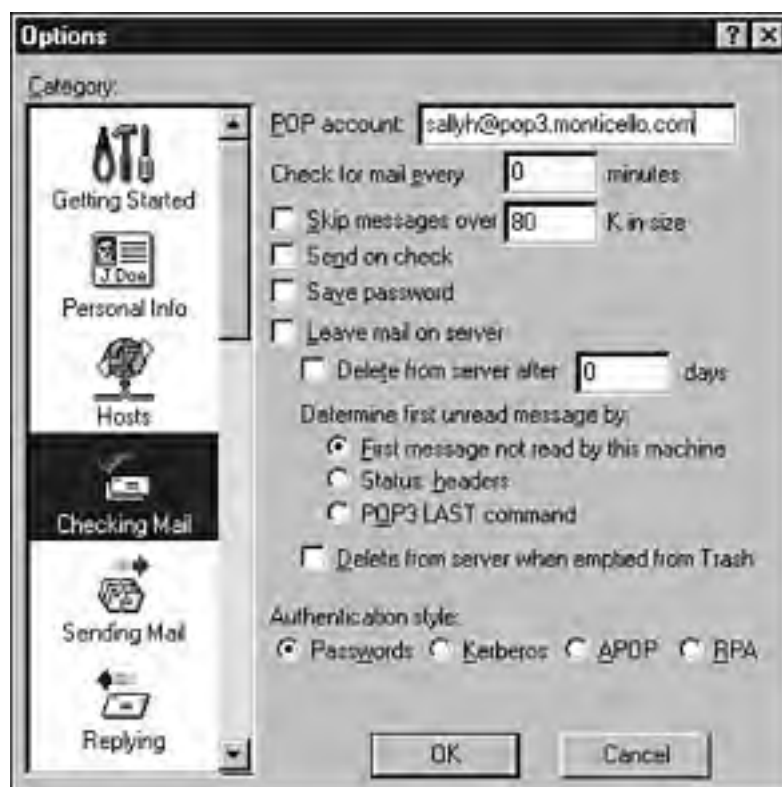 Options
Category:
Getting Started
J Doe
Personal Info
Hosts
Checking Mail
Sending Mail
Replying
POP account: sallyh@pop3.monticello.com
Check for mail every 0 minutes
Skip messages over 80 K in size
Send on check
Save password
Leave mail on server
Delete from server after 0 days
Determine first unread message by:
First message not read by this machine
Status: headers
POP3 LAST command
Delete from server when emptied from Trash
Authentication style:
Passwords Kerberos APOP RPA
OK Cancel